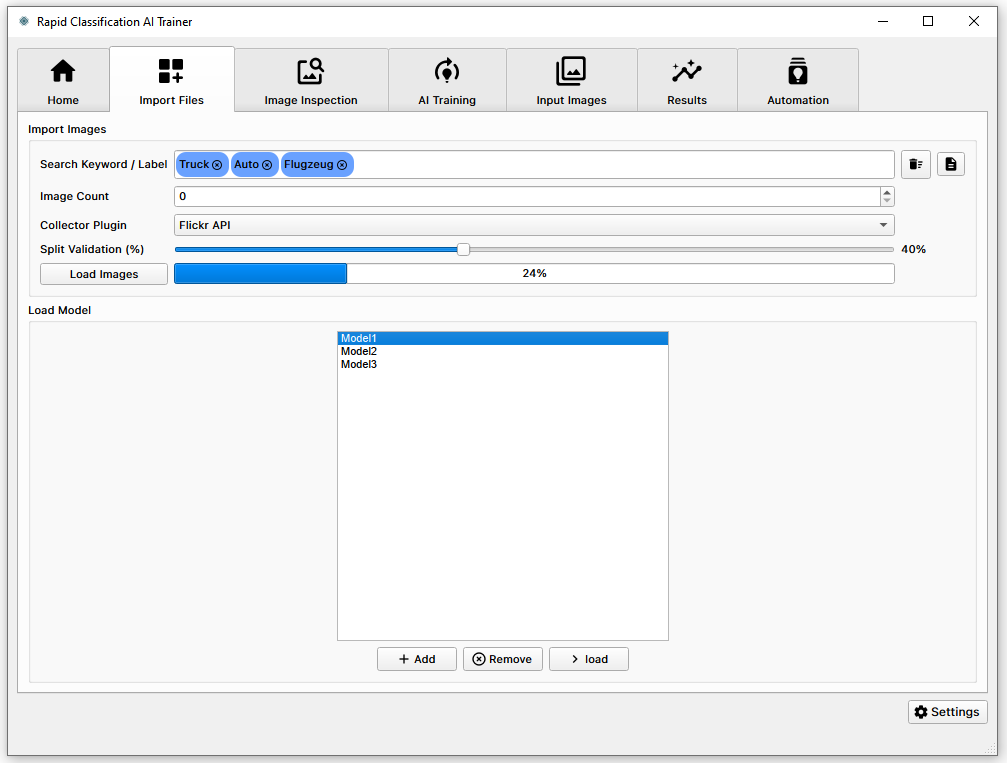 Rapid Classification AI Trainer
Home Import Files Image Inspection AI Training Input Images Results Automation
Import Images
Search Keyword / Label Truck Auto Flugzeug
Image Count 0
Collector Plugin Flickr API
Split Validation (%) 40%
Load Images 24%
Load Model
Model1
Model2
Model3
Add Remove load
Settings